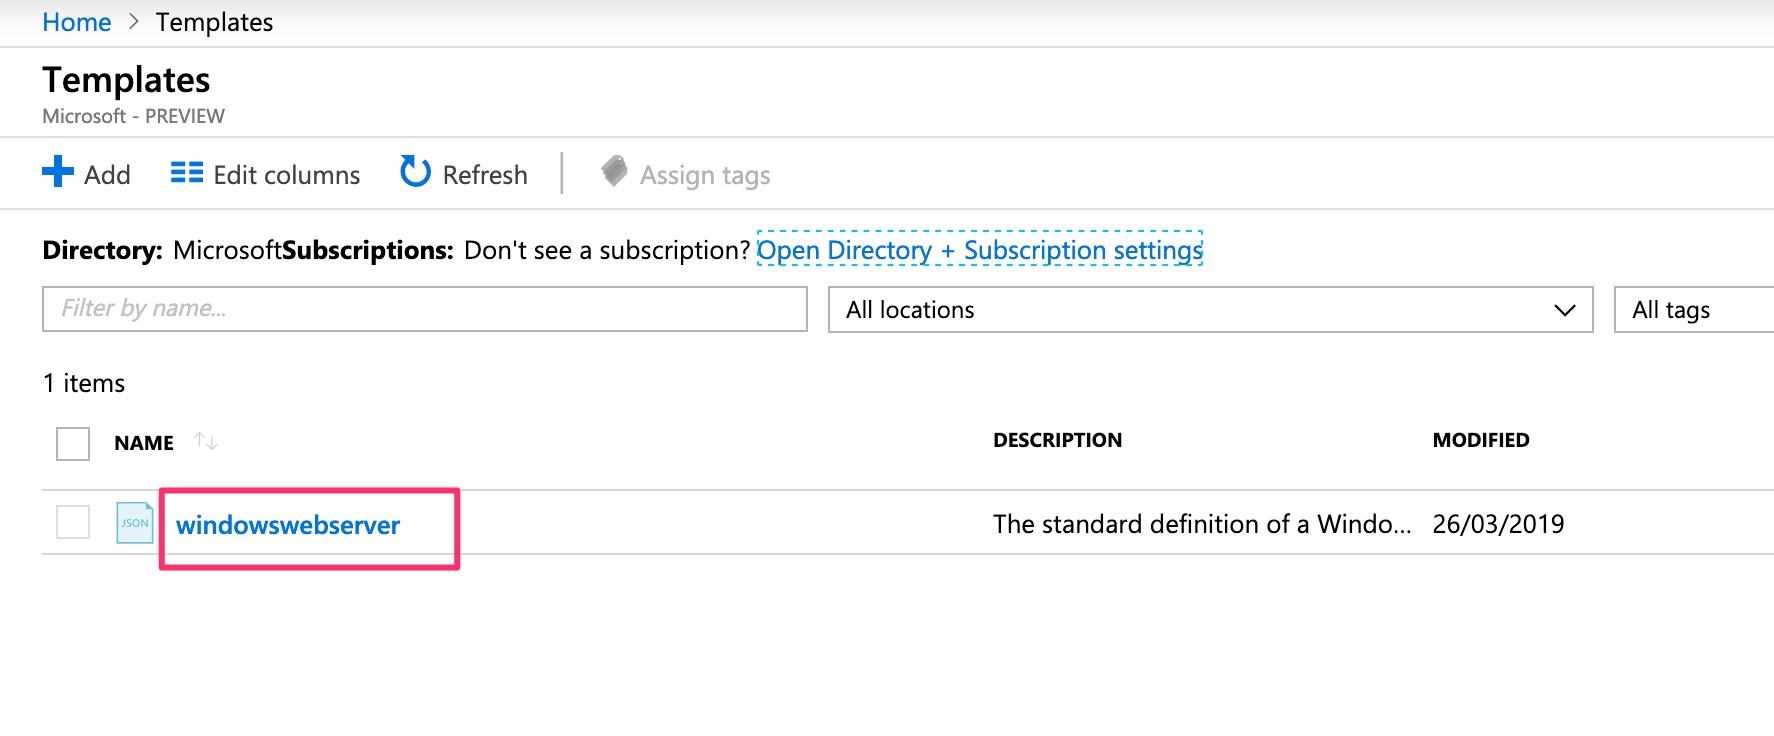 Home > Templates
Templates
Microsoft - PREVIEW
Add Edit columns Refresh Assign tags
Directory: MicrosoftSubscriptions: Don't see a subscription? Open Directory + Subscription settings
Filter by name... All locations All tags
1 items
NAME DESCRIPTION MODIFIED
JSON windowswebserver The standard definition of a Windo... 26/03/2019